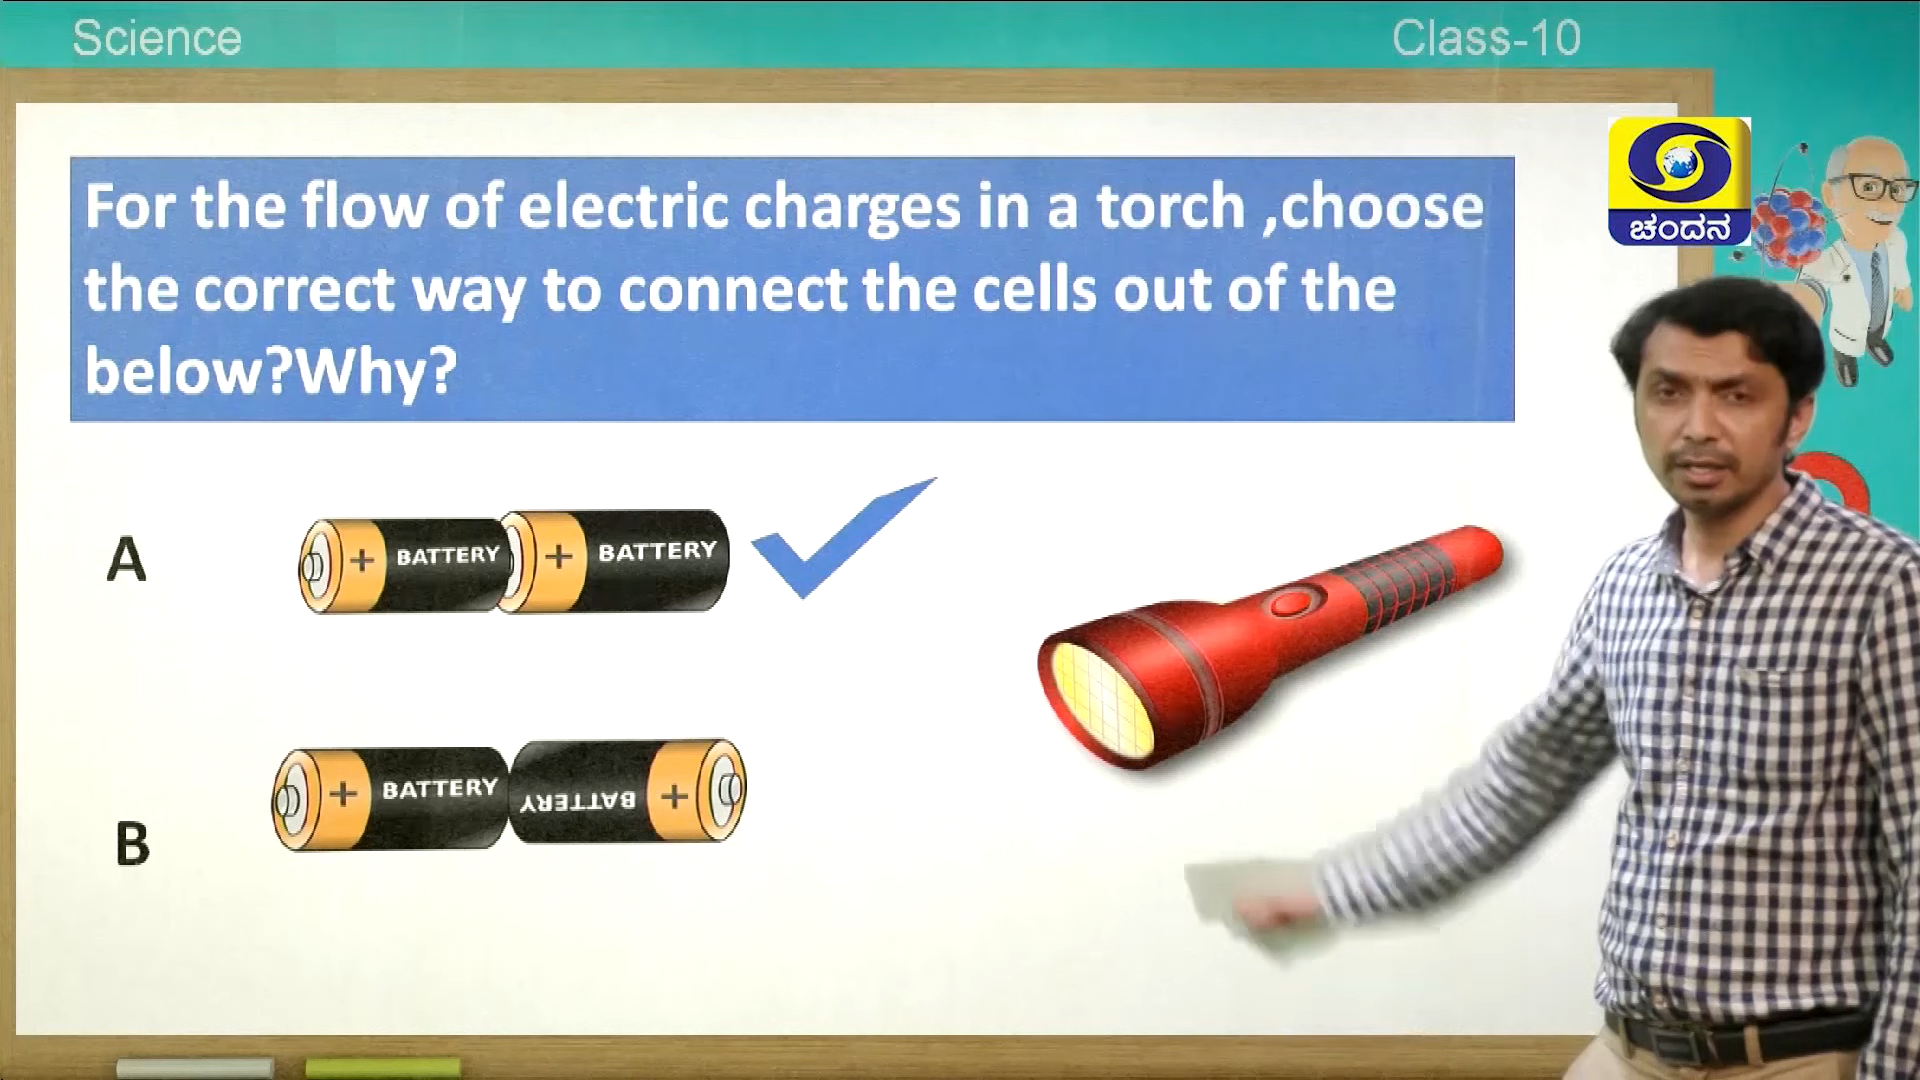 Science
Class-10
For the flow of electric charges in a torch ,choose
the correct way to connect the cells out of the
below?Why?
ಚಂದನ
A
+ BATTERY + BATTERY
B
+ BATTERY BATTERY +